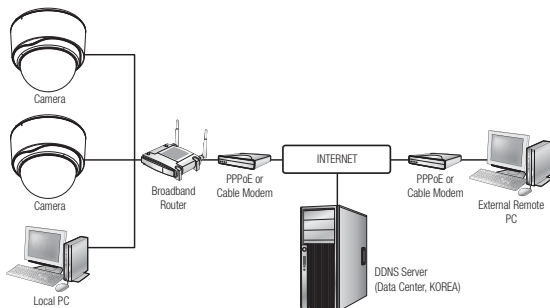 Camera
Camera
Local PC
Broadband
Router
PPPoE or
Cable Modem
INTERNET
PPPoE or
Cable Modem
External Remote
PC
DDNS Server
(Data Center, KOREA)